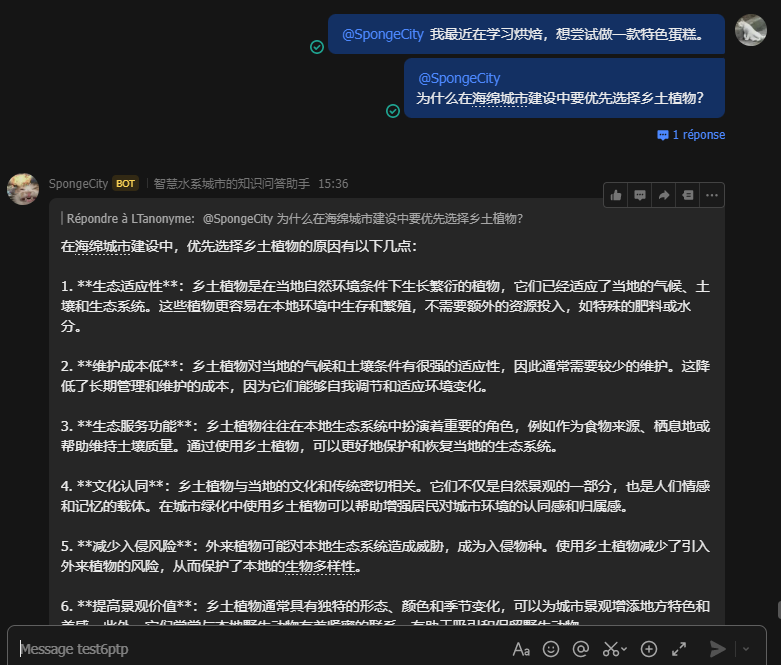 @SpongeCity 我最近在学习烘焙，想尝试做一款特色蛋糕。
@SpongeCity
为什么在海绵城市建设中要优先选择乡土植物？
1 réponse
SpongeCity BOT 智慧水系城市的知识问答助手 15:36
Répondre à LTanonyme: @SpongeCity 为什么在海绵城市建设中要优先选择乡土植物？
在海绵城市建设中，优先选择乡土植物的原因有以下几点：
1. **生态适应性**：乡土植物是在当地自然环境条件下生长繁衍的植物，它们已经适应了当地的气候、土
壤和生态系统。这些植物更容易在本地环境中生存和繁殖，不需要额外的资源投入，如特殊的肥料或水
分。
2. **维护成本低**：乡土植物对当地的气候和土壤条件有很强的适应性，因此通常需要较少的维护。这降
低了长期管理和维护的成本，因为它们能够自我调节和适应环境变化。
3. **生态服务功能**：乡土植物往往在本地生态系统中扮演着重要的角色，例如作为食物来源、栖息地或
帮助维持土壤质量。通过使用乡土植物，可以更好地保护和恢复当地的生态系统。
4. **文化认同**：乡土植物与当地的文化和传统密切相关。它们不仅是自然景观的一部分，也是人们情感
和记忆的载体。在城市绿化中使用乡土植物可以帮助增强居民对城市环境的认同感和归属感。
5. **减少入侵风险**：外来植物可能对本地生态系统造成威胁，成为入侵物种。使用乡土植物减少了引入
外来植物的风险，从而保护了本地的生物多样性。
6. **提高景观价值**：乡土植物通常具有独特的形态、颜色和季节变化，可以为城市景观增添地方特色和
Message test6ptp
Aa